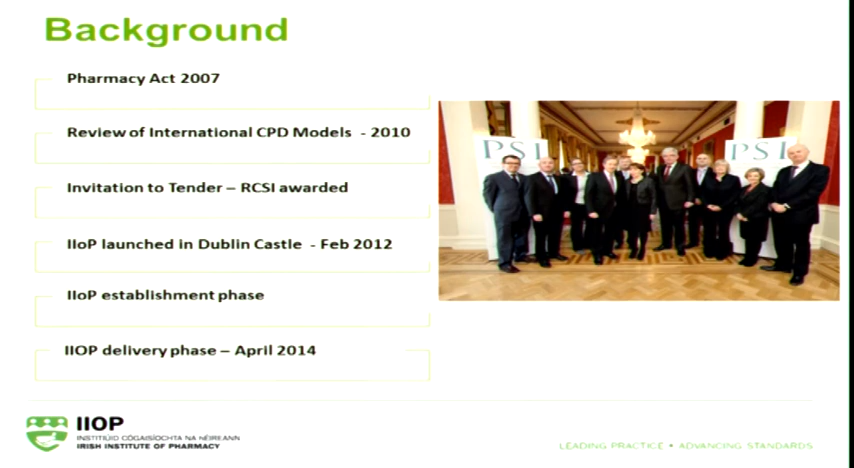 Background
Pharmacy Act 2007
Review of International CPD Models - 2010
Invitation to Tender – RCSI awarded
IIoP launched in Dublin Castle - Feb 2012
IIoP establishment phase
IIOP delivery phase – April 2014
PSI
PSI
IIOP
INSTITIÚID CÓGAISÍOCHTA NA HÉIREANN
IRISH INSTITUTE OF PHARMACY
LEADING PRACTICE • ADVANCING STANDARDS